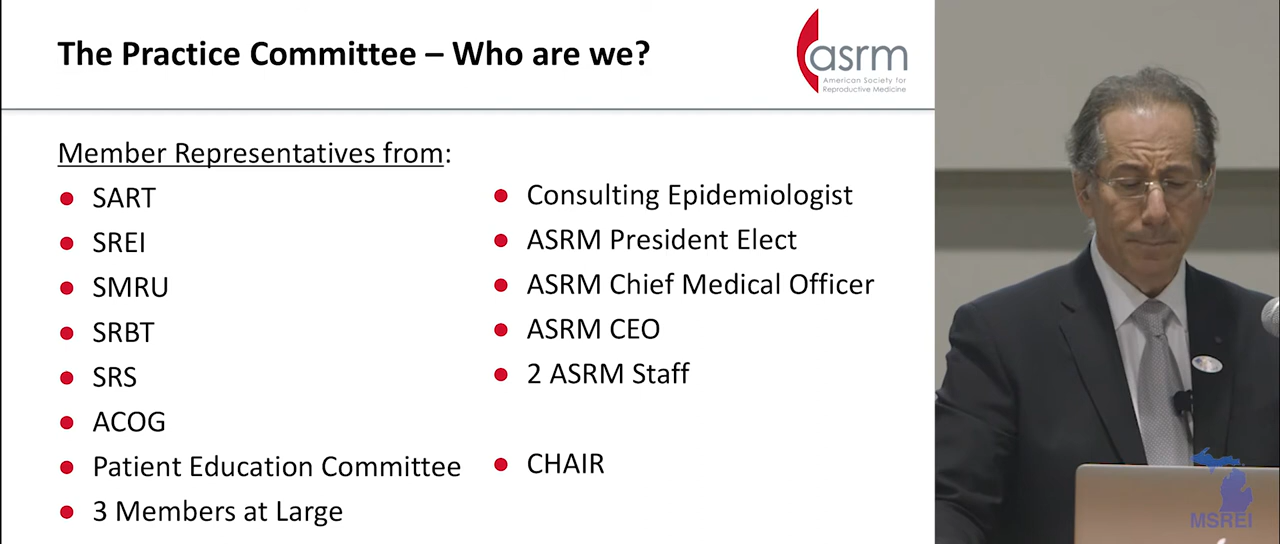 The Practice Committee – Who are we?
asrm
American Society for
Reproductive Medicine
Member Representatives from:
SART
SREI
SMRU
SRBT
SRS
ACOG
Patient Education Committee
3 Members at Large
Consulting Epidemiologist
ASRM President Elect
ASRM Chief Medical Officer
ASRM CEO
2 ASRM Staff
CHAIR
MSREI